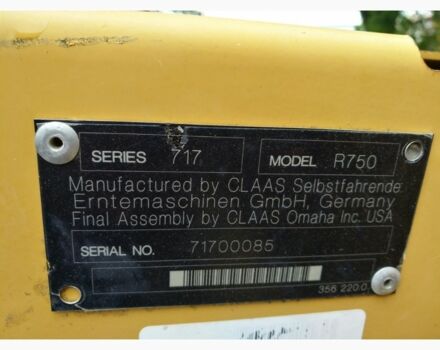 SERIES 717 MODEL R750
Manufactured by CLAAS Selbstfahrende
Erntemaschinen GmbH, Germany
Final Assembly by CLAAS Omaha Inc. USA
SERIAL NO. 71700085
356 220.0